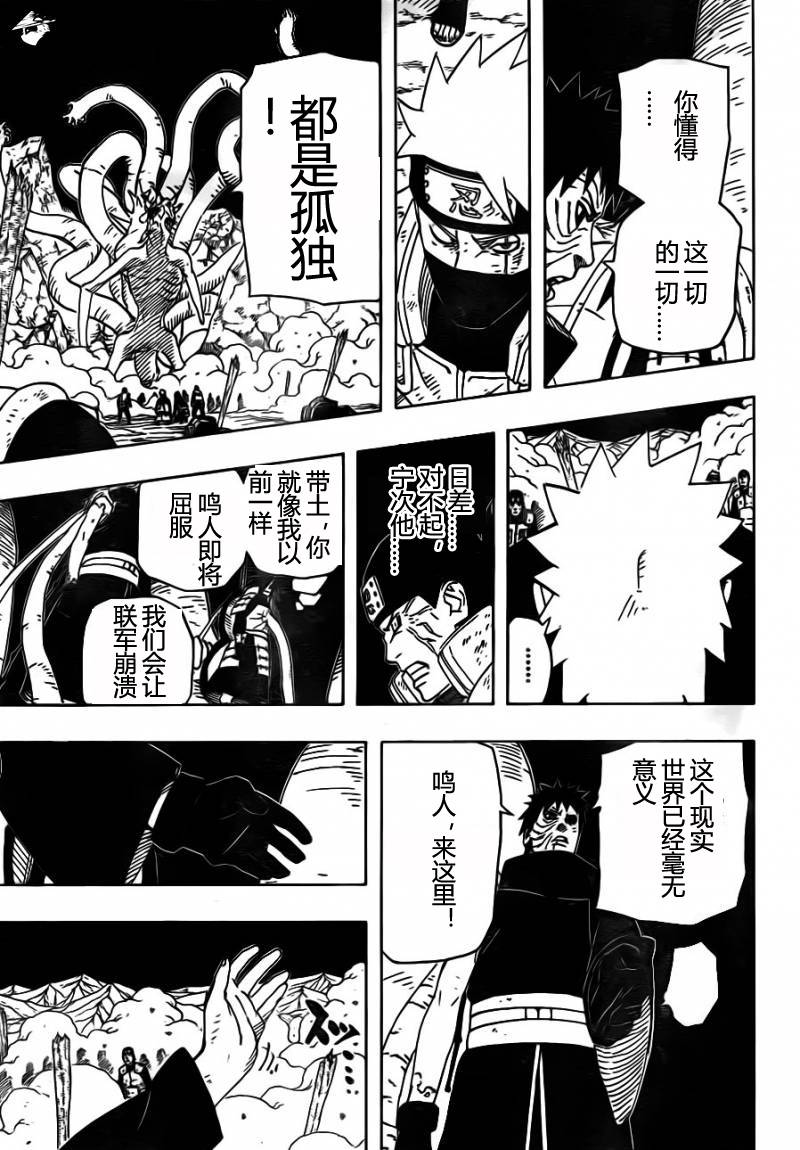 你懂得
……
这一切
的一切……
忍
都是孤独
！
………
日差……
对不起，
宁次他……
带土，你
就像我以
前一样
鸣人即将
屈服
我们会让
联军崩溃
这个现实
世界已经毫无
意义
鸣人，来这里！
スッ